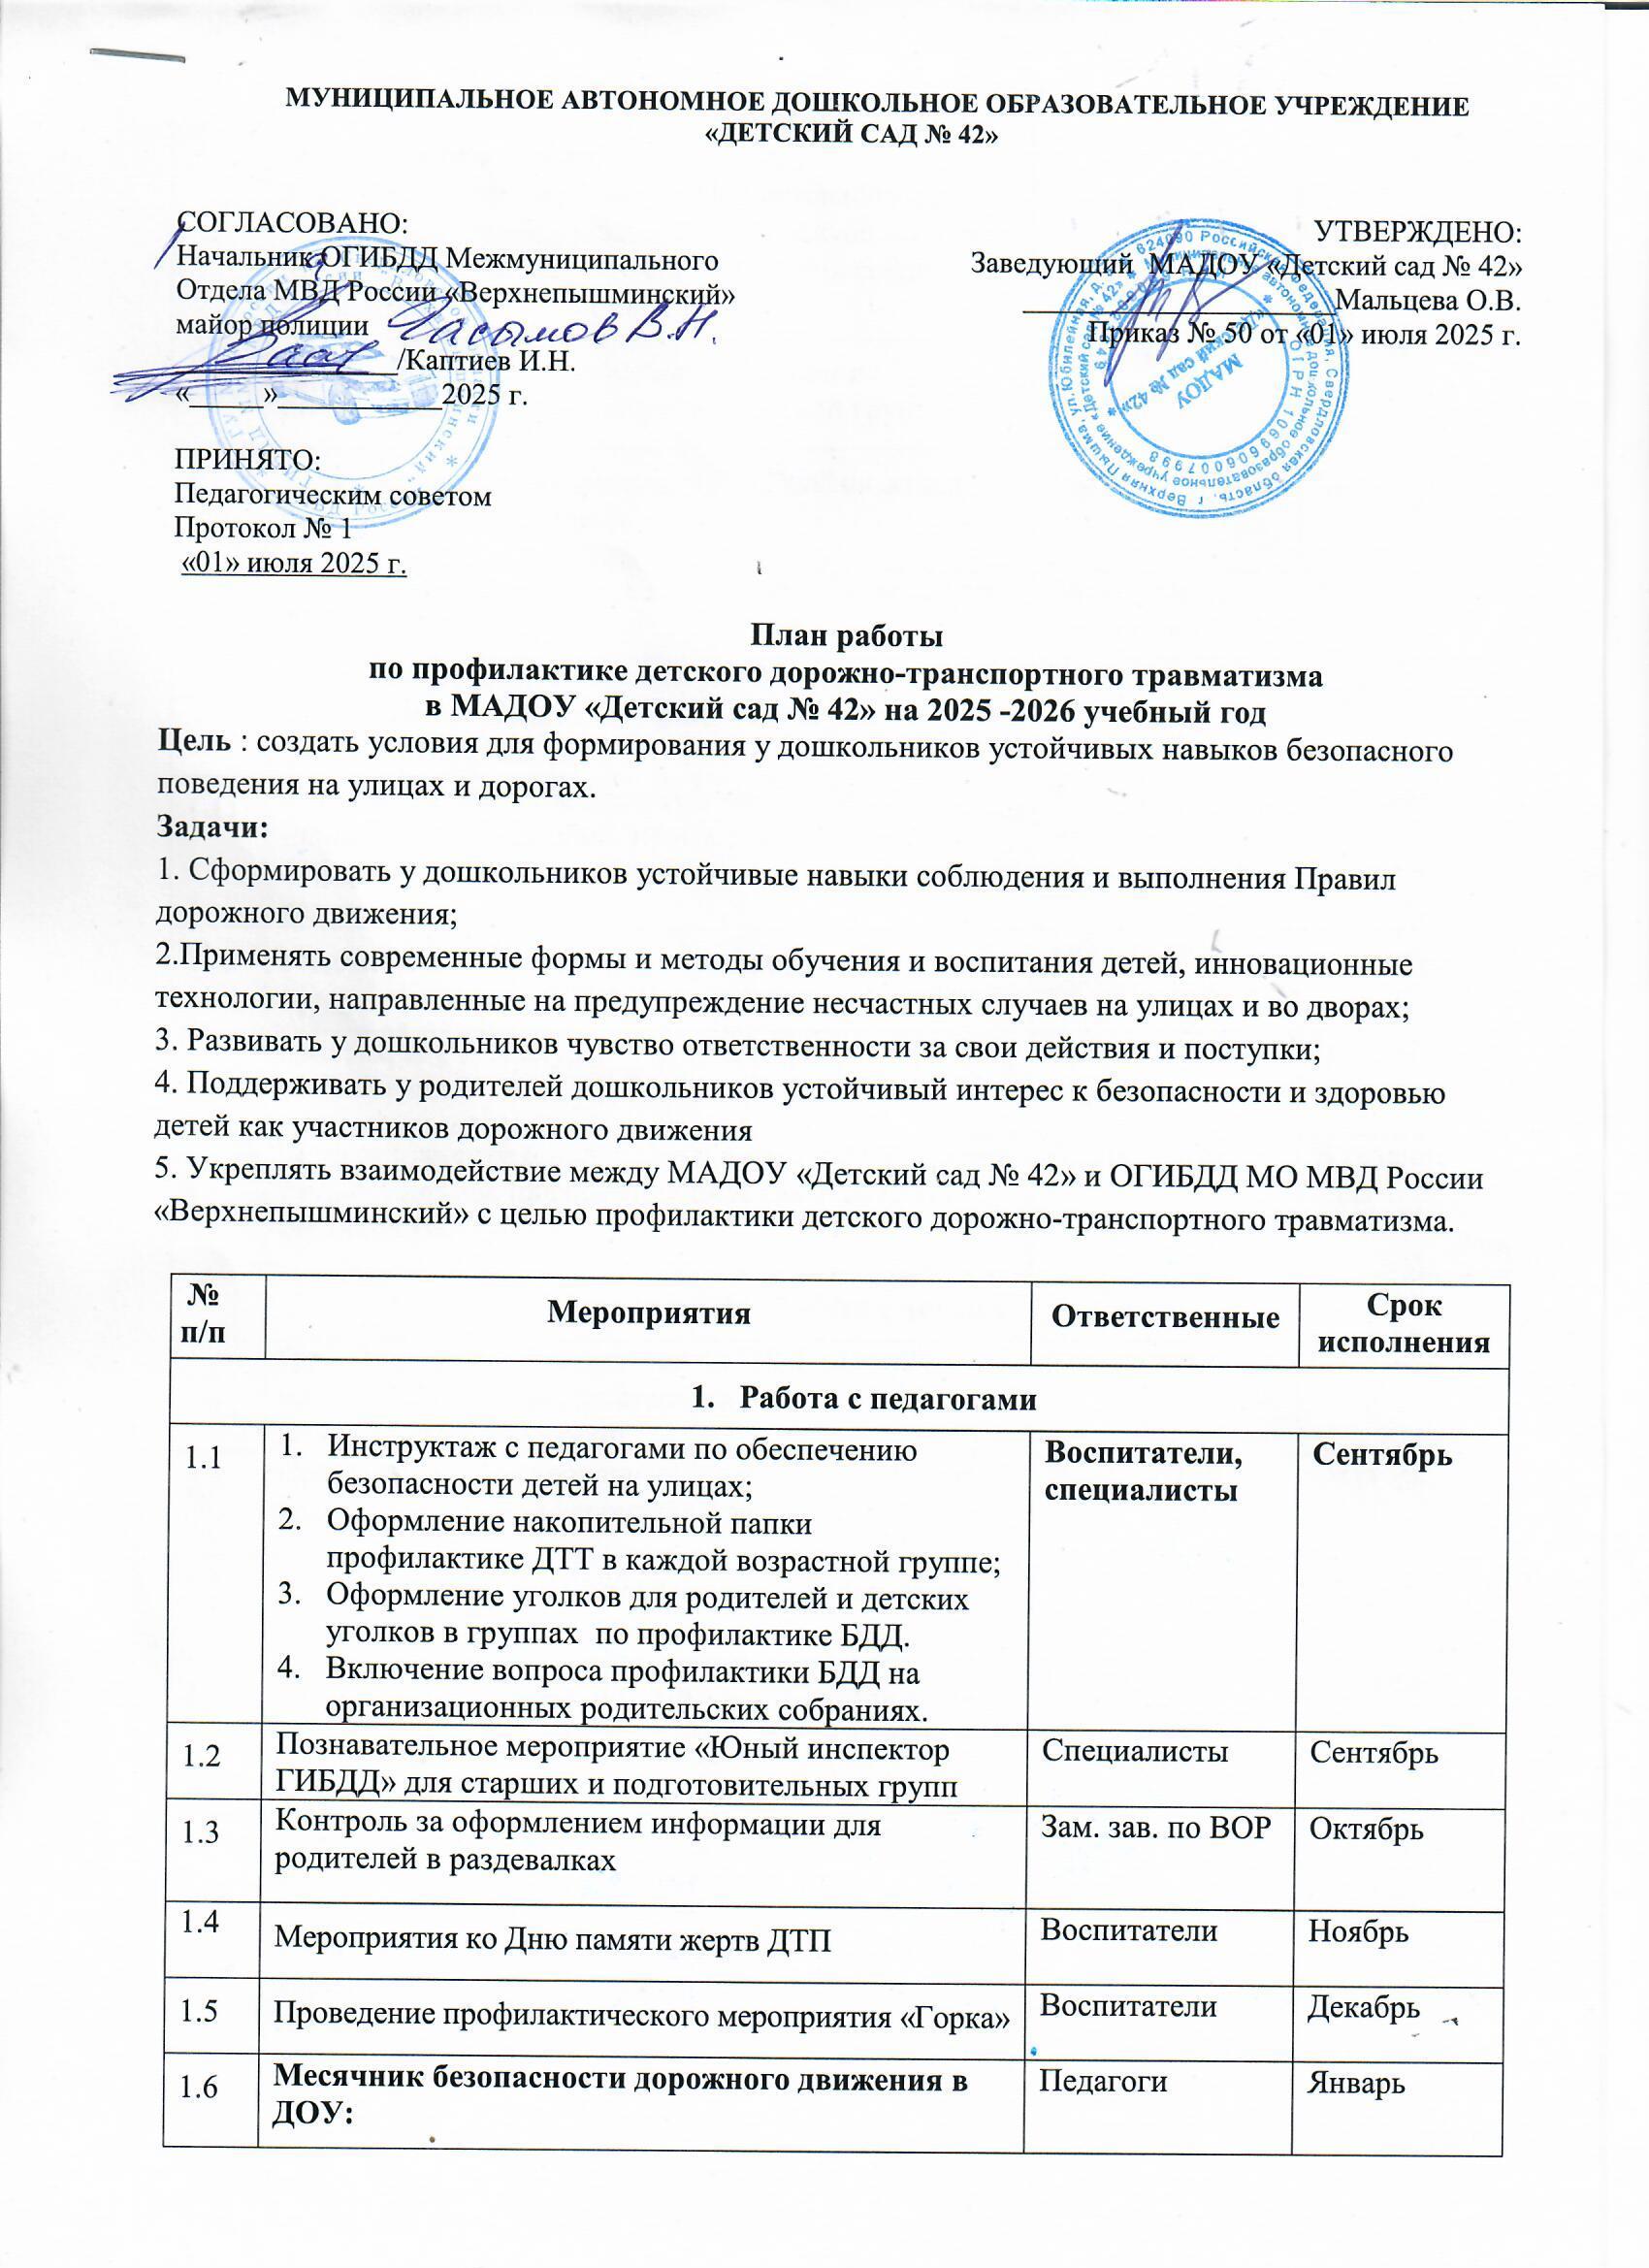 МУНИЦИПАЛЬНОЕ АВТОНОМНОЕ ДОШКОЛЬНОЕ ОБРАЗОВАТЕЛЬНОЕ УЧРЕЖДЕНИЕ
«ДЕТСКИЙ САД № 42»
СОГЛАСОВАНО:
Начальник ОГИБДД Межмуниципального
Отдела МВД России «Верхнепышминский»
майор полиции
/Каптиев И.Н.
«_____»___________2025 г.
УТВЕРЖДЕНО:
Заведующий МАДОУ «Детский сад № 42»
Мальцева О.В.
Приказ № 50 от «01» июля 2025 г.
МАДОУ
«Детский сад № 42»
ПРИНЯТО:
Педагогическим советом
Протокол № 1
«01» июля 2025 г.
План работы
по профилактике детского дорожно-транспортного травматизма
в МАДОУ «Детский сад № 42» на 2025 -2026 учебный год
Цель : создать условия для формирования у дошкольников устойчивых навыков безопасного
поведения на улицах и дорогах.
Задачи:
1. Сформировать у дошкольников устойчивые навыки соблюдения и выполнения Правил
дорожного движения;
2.Применять современные формы и методы обучения и воспитания детей, инновационные
технологии, направленные на предупреждение несчастных случаев на улицах и во дворах;
3. Развивать у дошкольников чувство ответственности за свои действия и поступки;
4. Поддерживать у родителей дошкольников устойчивый интерес к безопасности и здоровью
детей как участников дорожного движения
5. Укреплять взаимодействие между МАДОУ «Детский сад № 42» и ОГИБДД МО МВД России
«Верхнепышминский» с целью профилактики детского дорожно-транспортного травматизма.
№ п/п Мероприятия Ответственные Срок исполнения
1. Работа с педагогами
1.1 1. Инструктаж с педагогами по обеспечению Воспитатели, Сентябрь
безопасности детей на улицах; специалисты
2. Оформление накопительной папки
профилактике ДТТ в каждой возрастной группе;
3. Оформление уголков для родителей и детских
уголков в группах по профилактике БДД.
4. Включение вопроса профилактики БДД на
организационных родительских собраниях.
1.2 Познавательное мероприятие «Юный инспектор Специалисты Сентябрь
ГИБДД» для старших и подготовительных групп
1.3 Контроль за оформлением информации для Зам. зав. по ВОР Октябрь
родителей в раздевалках
1.4 Мероприятия ко Дню памяти жертв ДТП Воспитатели Ноябрь
1.5 Проведение профилактического мероприятия «Горка» Воспитатели Декабрь
1.6 Месячник безопасности дорожного движения в Педагоги Январь
ДОУ: